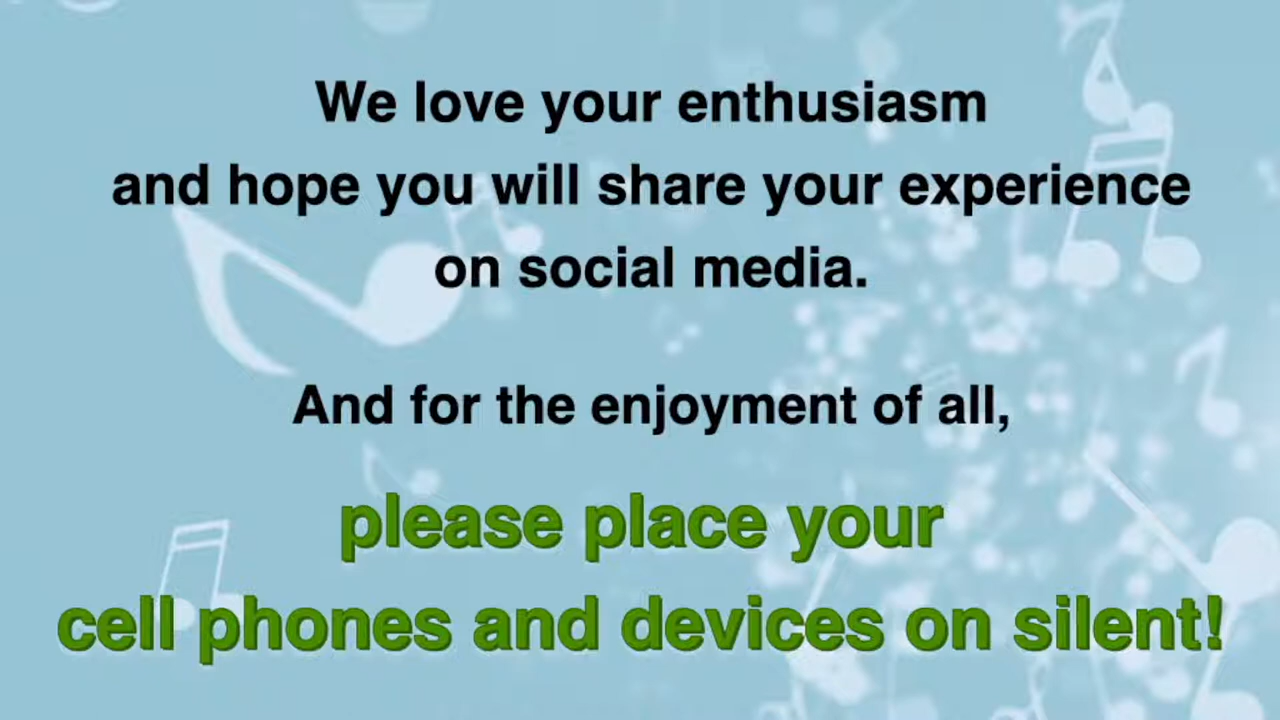 We love your enthusiasm
and hope you will share your experience
on social media.
And for the enjoyment of all,
please place your
cell phones and devices on silent!